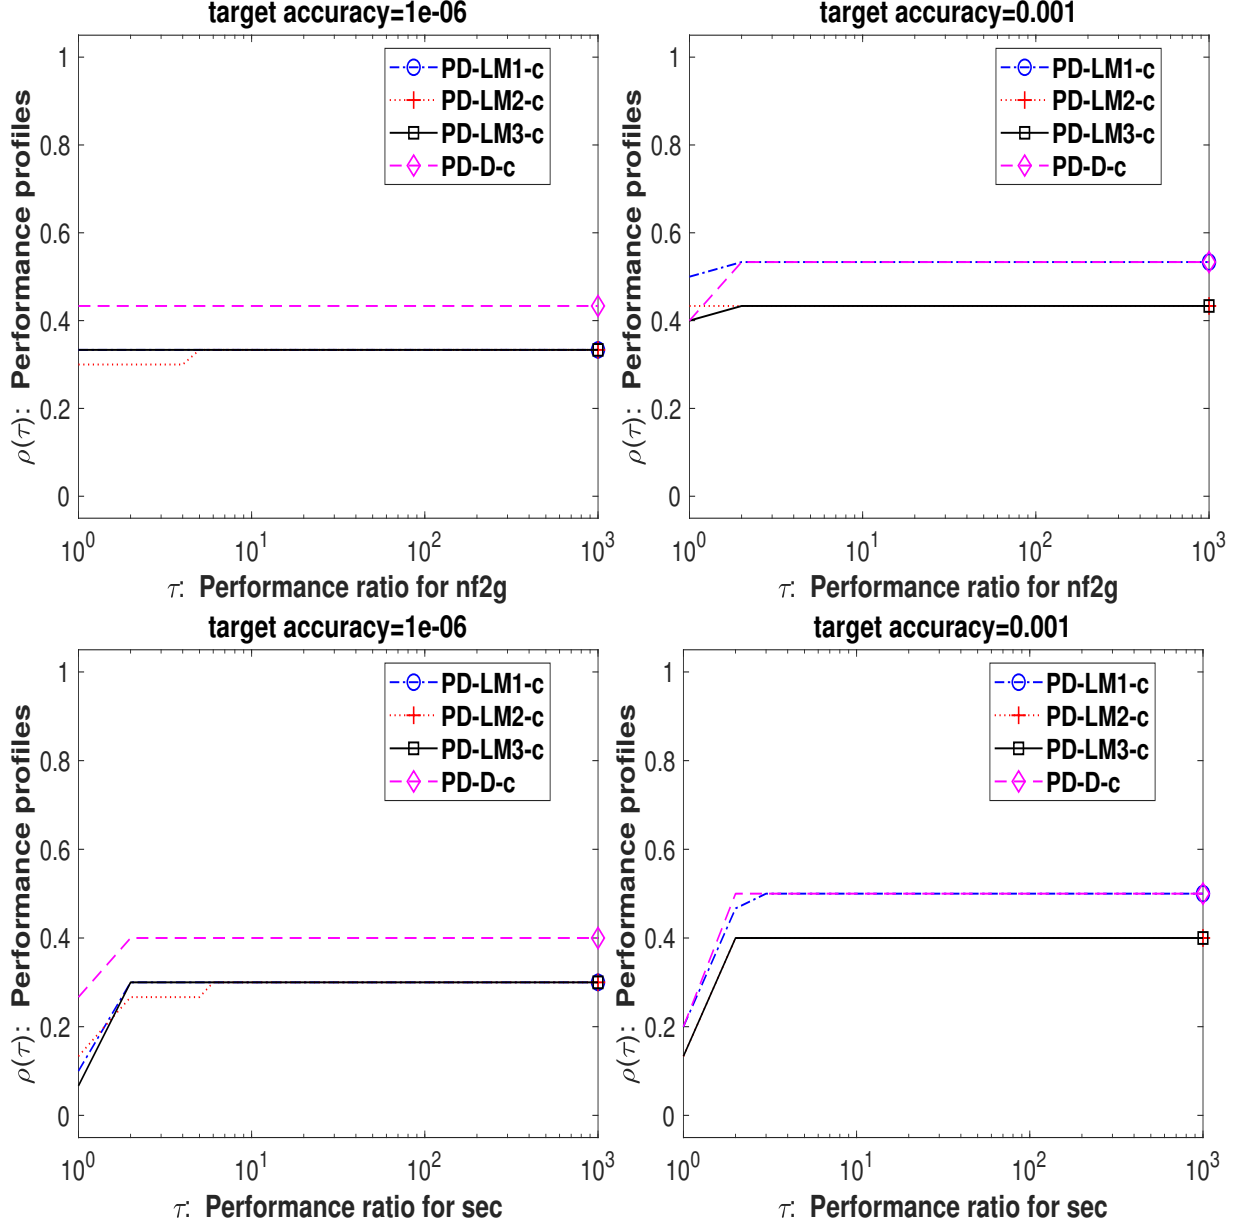 target accuracy=1e-06
ρ(τ): Performance profiles
1
0.8
0.6
0.4
0.2
0
PD-LM1-c
PD-LM2-c
PD-LM3-c
PD-D-c
10^0
10^1
10^2
10^3
τ: Performance ratio for nf2g
target accuracy=0.001
ρ(τ): Performance profiles
1
0.8
0.6
0.4
0.2
0
PD-LM1-c
PD-LM2-c
PD-LM3-c
PD-D-c
10^0
10^1
10^2
10^3
τ: Performance ratio for nf2g
target accuracy=1e-06
ρ(τ): Performance profiles
1
0.8
0.6
0.4
0.2
0
PD-LM1-c
PD-LM2-c
PD-LM3-c
PD-D-c
10^0
10^1
10^2
10^3
τ: Performance ratio for sec
target accuracy=0.001
ρ(τ): Performance profiles
1
0.8
0.6
0.4
0.2
0
PD-LM1-c
PD-LM2-c
PD-LM3-c
PD-D-c
10^0
10^1
10^2
10^3
τ: Performance ratio for sec